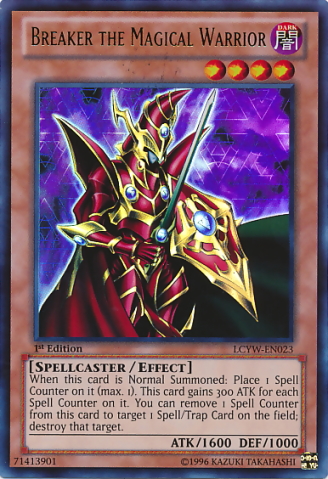 BREAKER THE MAGICAL WARRIOR
DARK
闇
1st Edition
LCYW-EN023
[SPELLCASTER / EFFECT]
When this card is Normal Summoned: Place 1 Spell
Counter on it (max. 1). This card gains 300 ATK for each
Spell Counter on it. You can remove 1 Spell Counter
from this card to target 1 Spell/Trap Card on the field;
destroy that target.
ATK/1600 DEF/1000
71413901
©1996 KAZUKI TAKAHASHI